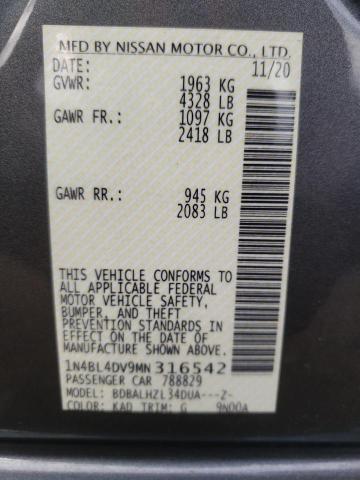 MFD BY NISSAN MOTOR CO., LTD.
DATE: 11/20
GVWR: 1963 KG
4328 LB
GAWR FR.: 1097 KG
2418 LB
GAWR RR.: 945 KG
2083 LB
THIS VEHICLE CONFORMS TO
ALL APPLICABLE FEDERAL
MOTOR VEHICLE SAFETY,
BUMPER, AND THEFT
PREVENTION STANDARDS IN
EFFECT ON THE DATE OF
MANUFACTURE SHOWN ABOVE.
1N4BL4DV9MN316542
PASSENGER CAR 788829
MODEL: BDBALHZL34DUA---Z-
COLOR: KAD TRIM: G 9N00A